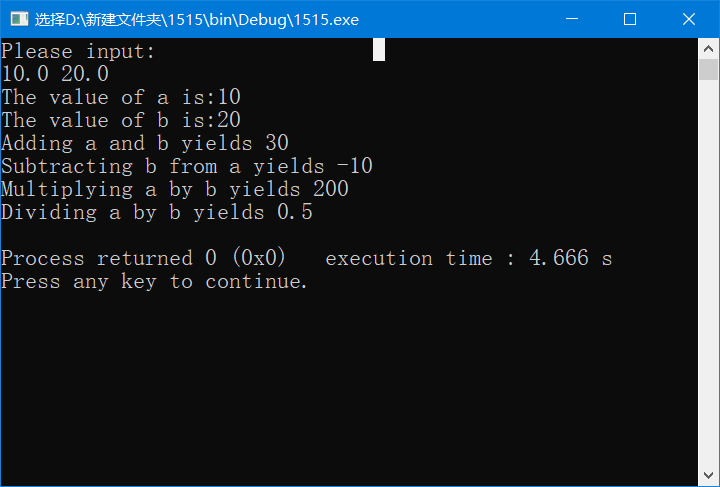 选择D:\新建文件夹\1515\bin\Debug\1515.exe
Please input:
10.0 20.0
The value of a is:10
The value of b is:20
Adding a and b yields 30
Subtracting b from a yields -10
Multiplying a by b yields 200
Dividing a by b yields 0.5
Process returned 0 (0x0)   execution time : 4.666 s
Press any key to continue.